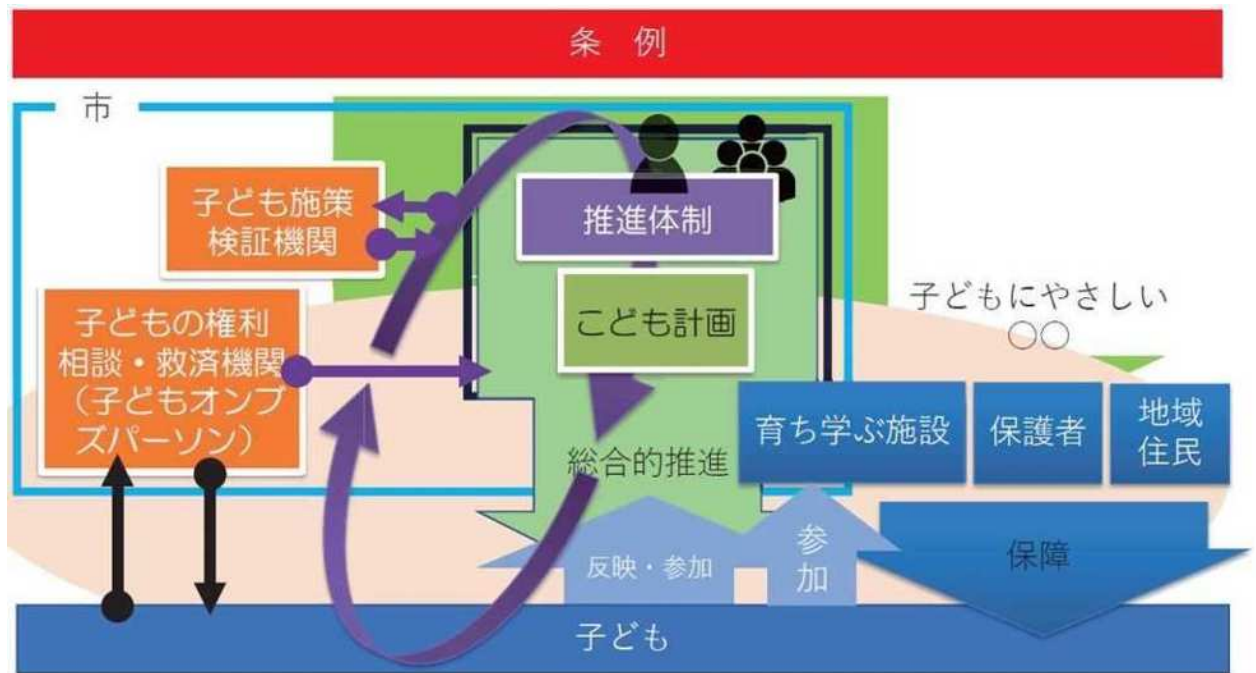 条 例
市
子ども施策
検証機関
推進体制
こども計画
子どもの権利
相談・救済機関
(子どもオンブ
ズパーソン)
子どもにやさしい
○○
育ち学ぶ施設
保護者
地域
住民
総合的推進
反映・参加
参
加
保障
子ども